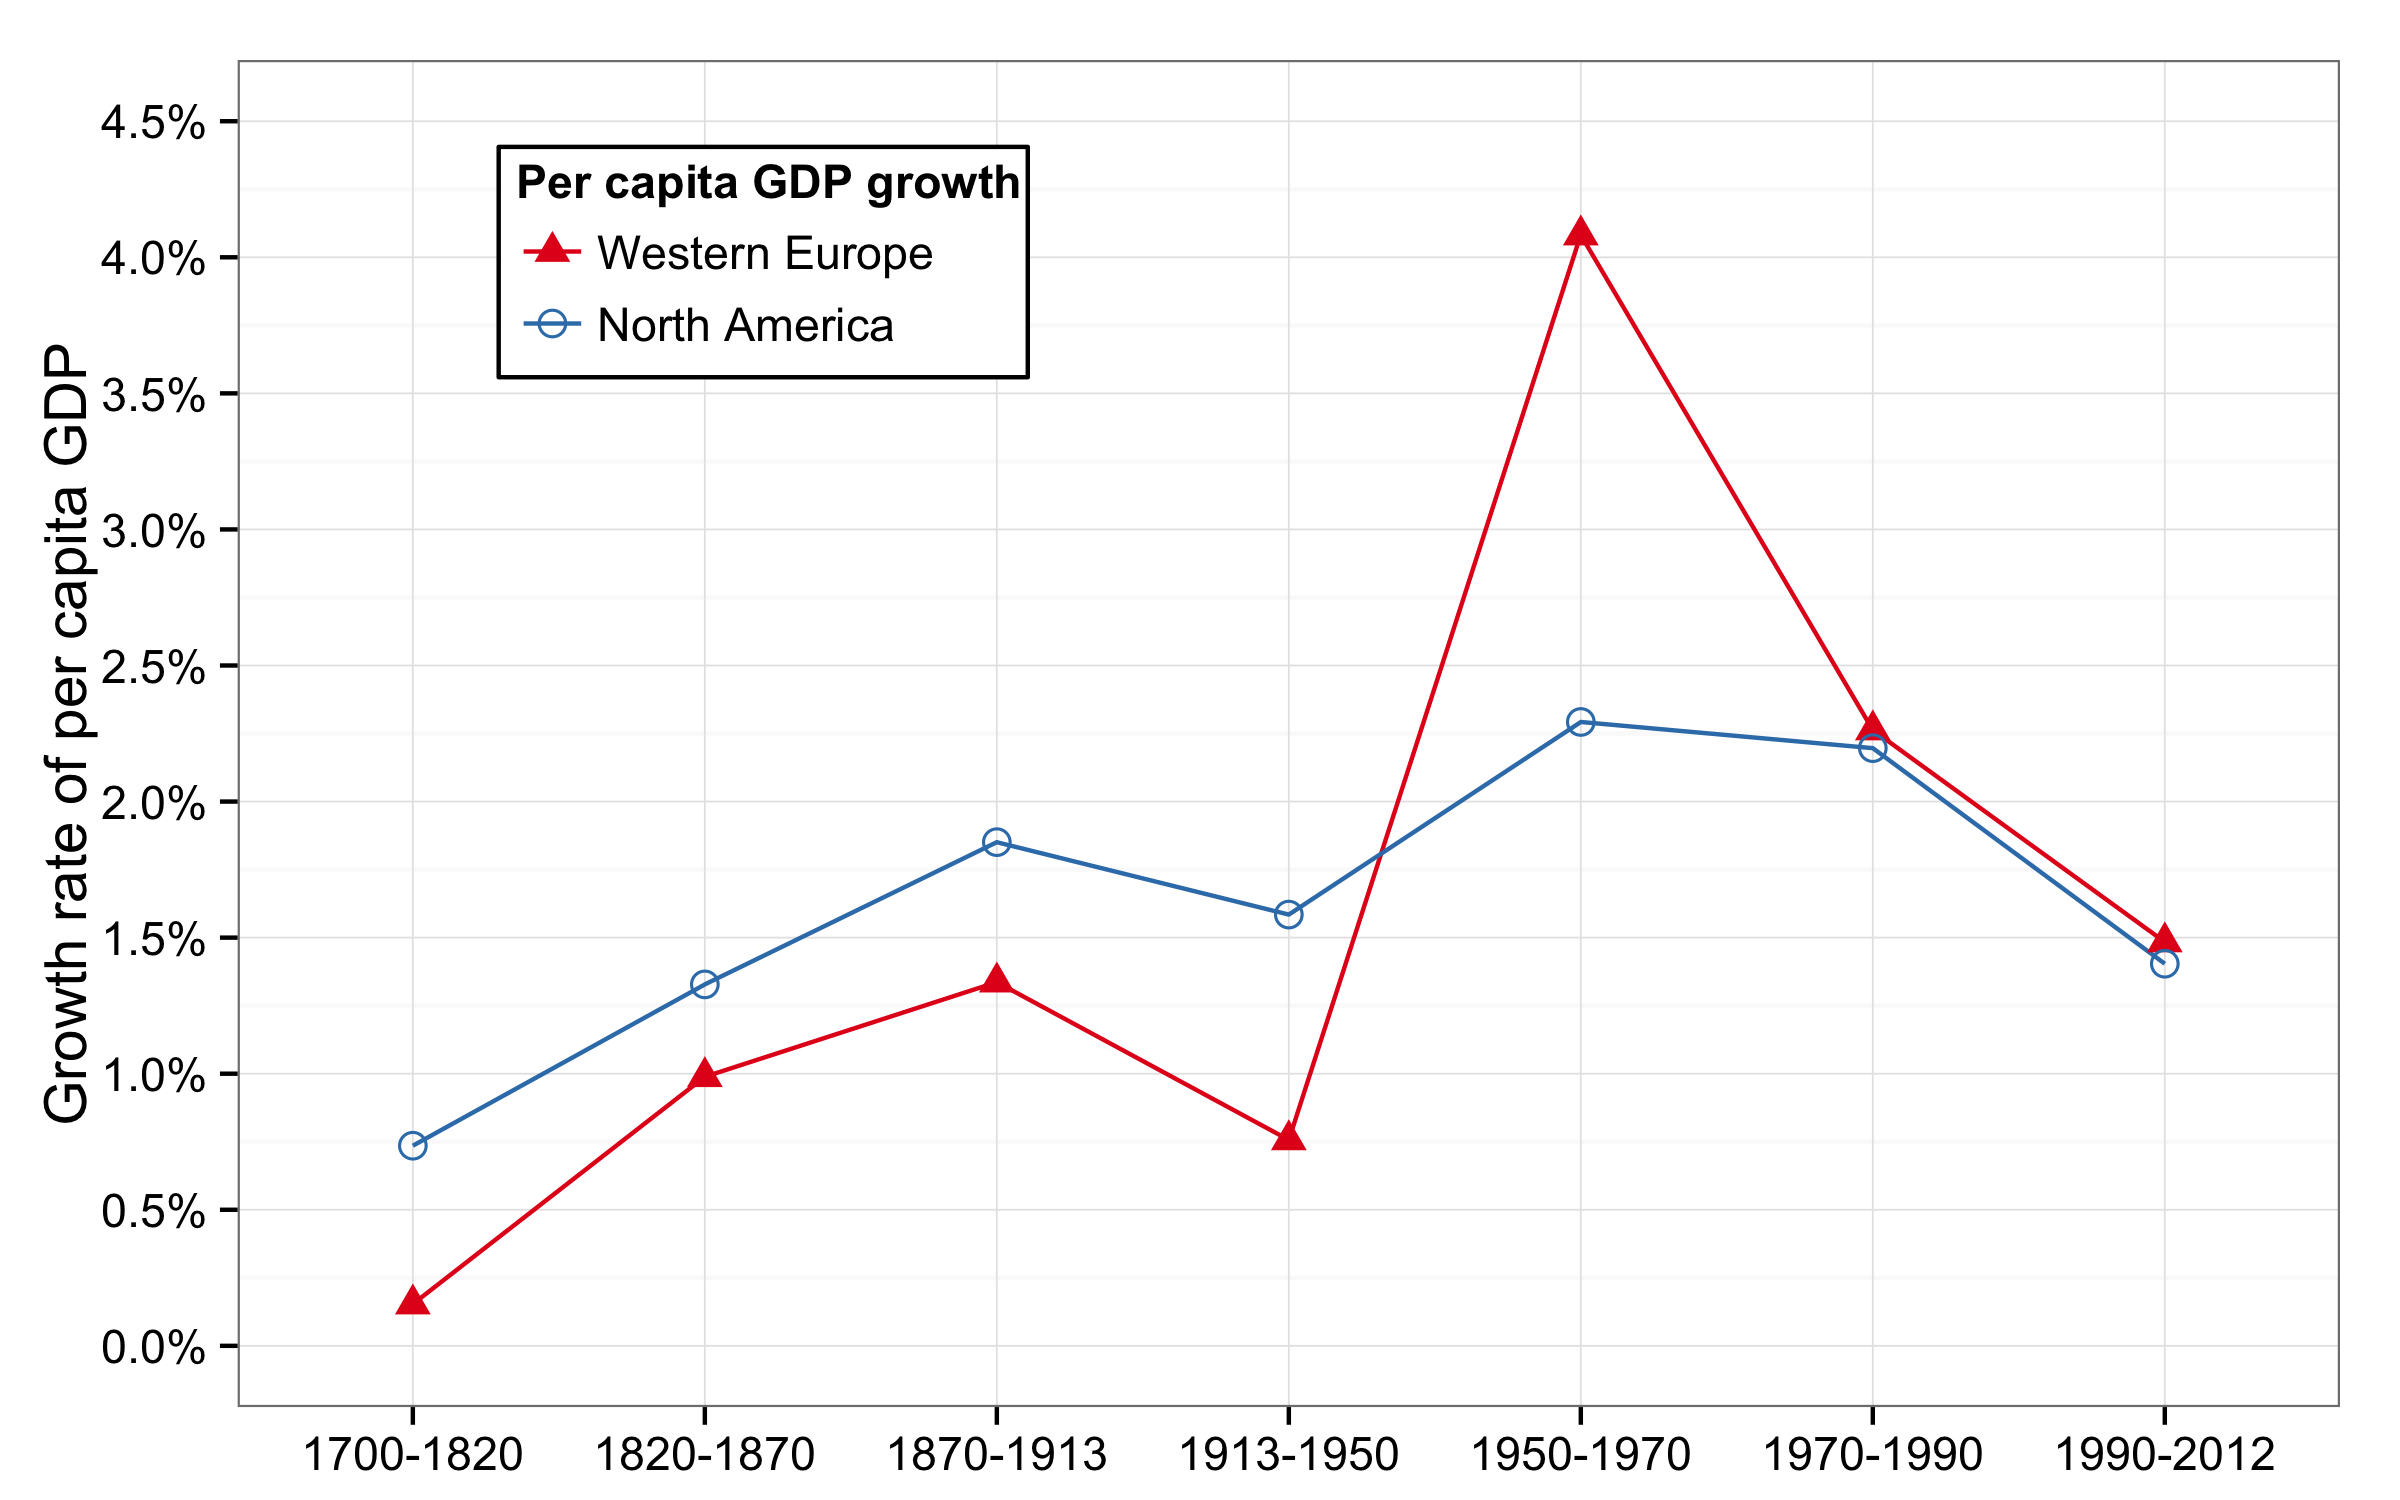 Growth rate of per capita GDP
4.5%
4.0%
3.5%
3.0%
2.5%
2.0%
1.5%
1.0%
0.5%
0.0%
Per capita GDP growth
Western Europe
North America
1700-1820 1820-1870 1870-1913 1913-1950 1950-1970 1970-1990 1990-2012